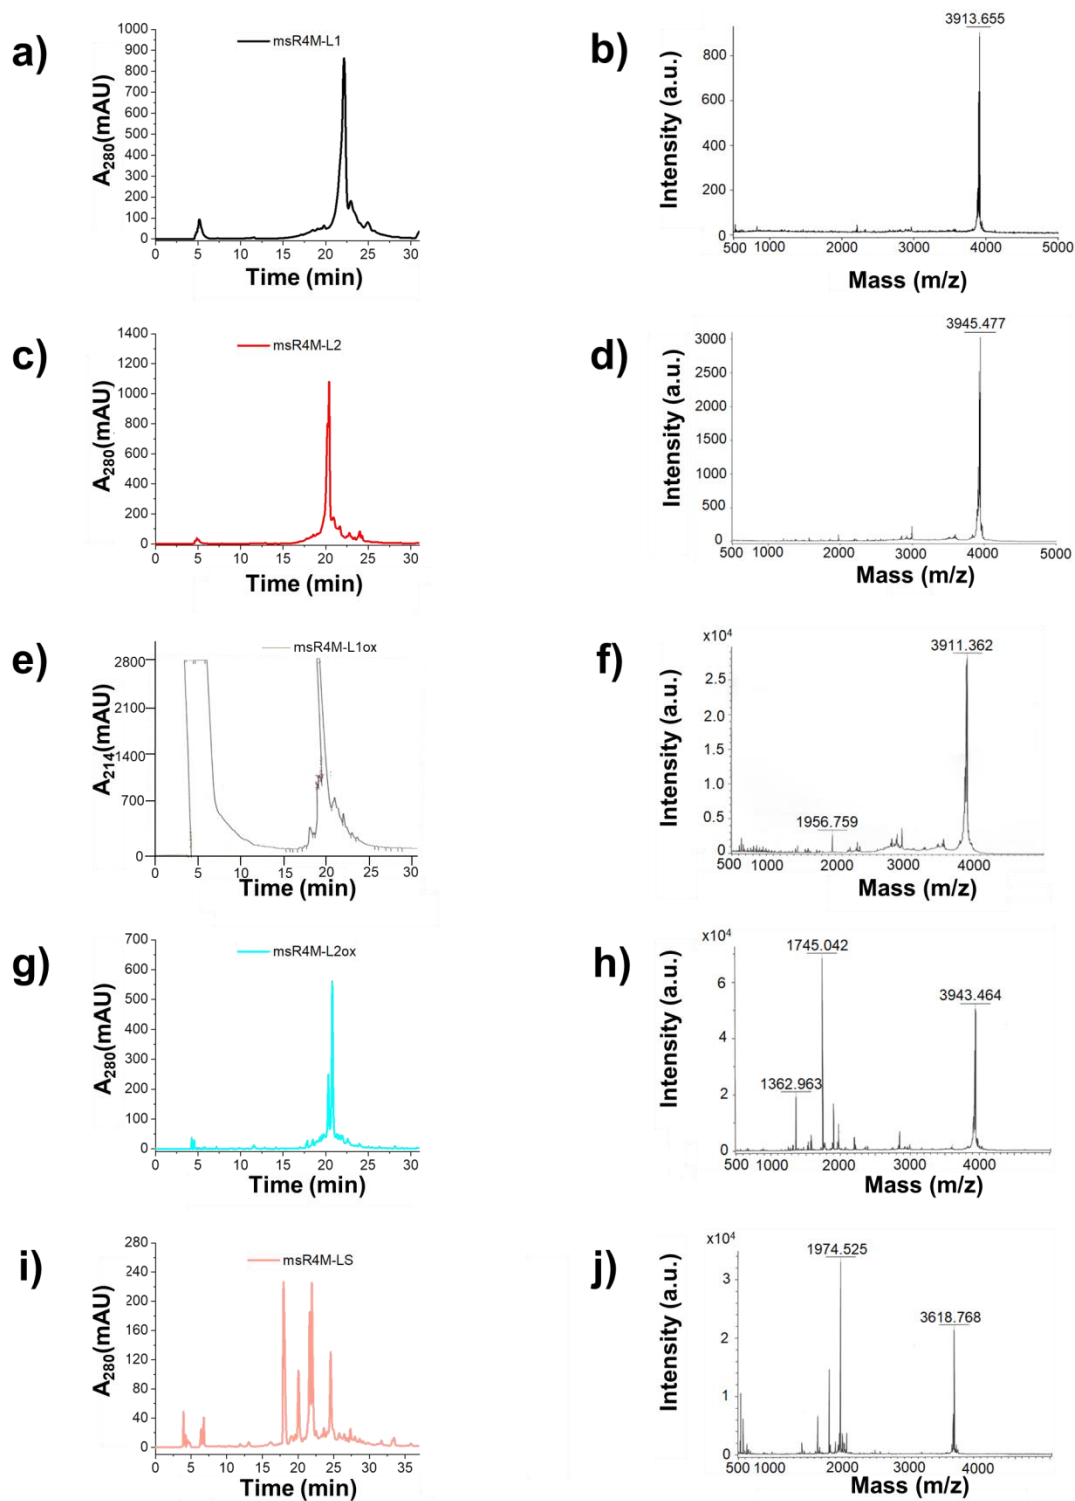 a)
msR4M-L1
A280(mAU)
1000
900
800
700
600
500
400
300
200
100
0
0 5 10 15 20 25 30
Time (min)
b)
3913.655
Intensity (a.u.)
800
600
400
200
0
500 1000 2000 3000 4000 5000
Mass (m/z)
c)
msR4M-L2
A280(mAU)
1400
1200
1000
800
600
400
200
0
0 5 10 15 20 25 30
Time (min)
d)
3945.477
Intensity (a.u.)
3000
2500
2000
1500
1000
500
0
500 1000 2000 3000 4000 5000
Mass (m/z)
e)
msR4M-L1ox
A214(mAU)
2800
2100
1400
700
0
0 5 10 15 20 25 30
Time (min)
f)
x10^4
3911.362
1956.759
Intensity (a.u.)
2.5
2.0
1.5
1.0
0.5
0
500 1000 2000 3000 4000
Mass (m/z)
g)
msR4M-L2ox
A280(mAU)
700
600
500
400
300
200
100
0
0 5 10 15 20 25 30
Time (min)
h)
x10^4
1745.042
3943.464
1362.963
Intensity (a.u.)
6
4
2
0
500 1000 2000 3000 4000
Mass (m/z)
i)
msR4M-LS
A280(mAU)
280
240
200
160
120
80
40
0
0 5 10 15 20 25 30 35
Time (min)
j)
x10^4
1974.525
3618.768
Intensity (a.u.)
3
2
1
0
500 1000 2000 3000 4000
Mass (m/z)